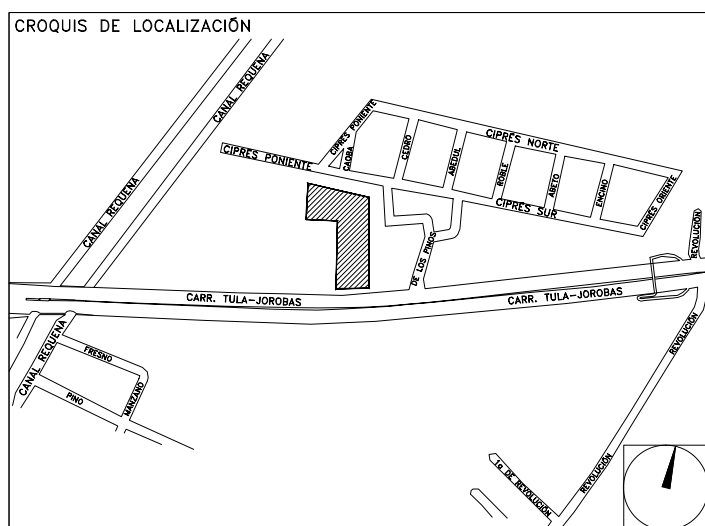 CROQUIS DE LOCALIZACIÓN
CANAL REQUENA
CANAL REQUENA
CIPRES PONIENTE
CIPRES PONIENTE
CAOBA
CEDRO
ABEDUL
CIPRES NORTE
ROBLE
ABETO
ENCINO
CIPRES ORIENTE
CIPRES SUR
DE LOS PINOS
REVOLUCIÓN
CARR. TULA-JOROBAS
CARR. TULA-JOROBAS
CANAL REQUENA
FRESNO
PINO
MANZANO
REVOLUCIÓN
REVOLUCIÓN
1a DE REVOLUCIÓN